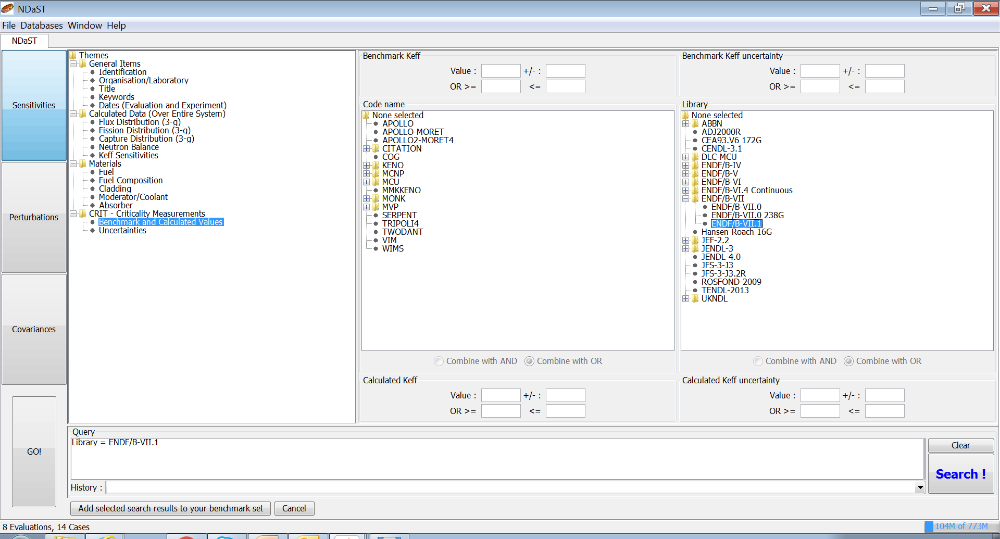 NDaST
File Databases Window Help
NDaST
Sensitivities
Perturbations
Covariances
GO!
Themes
General Items
Identification
Organisation/Laboratory
Title
Keywords
Dates (Evaluation and Experiment)
Calculated Data (Over Entire System)
Flux Distribution (3-g)
Fission Distribution (3-g)
Capture Distribution (3-g)
Neutron Balance
Keff Sensitivities
Materials
Fuel
Fuel Composition
Cladding
Moderator/Coolant
Absorber
CRIT - Criticality Measurements
Benchmark and Calculated Values
Uncertainties
Benchmark Keff
Value : +/- :
OR >= <=
Benchmark Keff uncertainty
Value : +/- :
OR >= <=
Code name
None selected
APOLLO
APOLLO-MORET
APOLLO2-MORET4
CITATION
COG
KENO
MCNP
MCU
MMKKENO
MONK
MVP
SERPENT
TRIPOLI4
TWODANT
VIM
WIMS
Combine with AND Combine with OR
Library
None selected
ABBN
ADJ2000R
CEA93.V6 172G
CENDL-3.1
DLC-MCU
ENDF/B-IV
ENDF/B-V
ENDF/B-VI
ENDF/B-VI.4 Continuous
ENDF/B-VII
ENDF/B-VII.0
ENDF/B-VII.0 238G
ENDF/B-VII.1
Hansen-Roach 16G
JEF-2.2
JENDL-3
JENDL-4.0
JFS-3-J3
JFS-3-J3.2R
ROSFOND-2009
TENDL-2013
UKNDL
Combine with AND Combine with OR
Calculated Keff
Value : +/- :
OR >= <=
Calculated Keff uncertainty
Value : +/- :
OR >= <=
Query
Library = ENDF/B-VII.1
Clear
Search !
History :
Add selected search results to your benchmark set Cancel
8 Evaluations, 14 Cases
104M of 773M